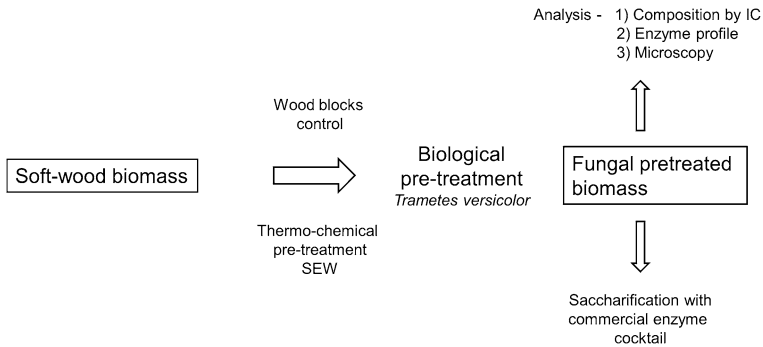 Analysis - 1) Composition by IC
2) Enzyme profile
3) Microscopy
Wood blocks
control
Soft-wood biomass
Thermo-chemical
pre-treatment
SEW
Biological
pre-treatment
Trametes versicolor
Fungal pretreated
biomass
Saccharification with
commercial enzyme
cocktail